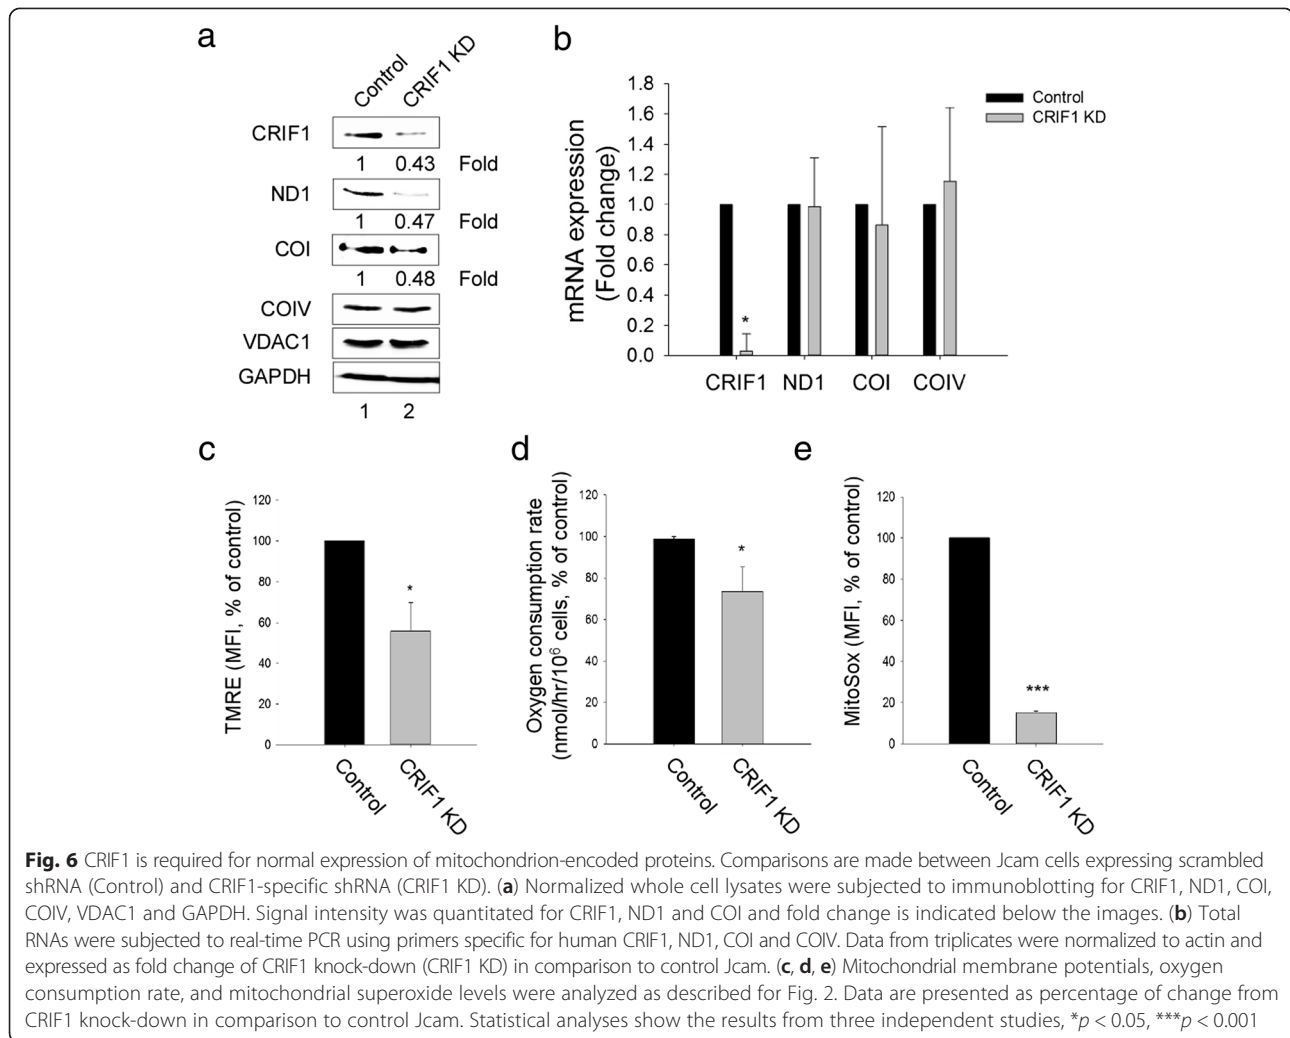 a
Control
CRIF1 KD
CRIF1
1 0.43 Fold
ND1
1 0.47 Fold
COI
1 0.48 Fold
COIV
VDAC1
GAPDH
1 2
b
mRNA expression
(Fold change)
1.8
1.6
1.4
1.2
1.0
0.8
0.6
0.4
0.2
0.0
*
CRIF1 ND1 COI COIV
Control
CRIF1 KD
c
TMRE (MFI, % of control)
120
100
80
60
40
20
0
*
Control
CRIF1 KD
d
Oxygen consumption rate
(nmol/hr/10⁶ cells, % of control)
120
100
80
60
40
20
0
*
Control
CRIF1 KD
e
MitoSox (MFI, % of control)
120
100
80
60
40
20
0
***
Control
CRIF1 KD
Fig. 6 CRIF1 is required for normal expression of mitochondrion-encoded proteins. Comparisons are made between Jcam cells expressing scrambled
shRNA (Control) and CRIF1-specific shRNA (CRIF1 KD). (a) Normalized whole cell lysates were subjected to immunoblotting for CRIF1, ND1, COI,
COIV, VDAC1 and GAPDH. Signal intensity was quantitated for CRIF1, ND1 and COI and fold change is indicated below the images. (b) Total
RNAs were subjected to real-time PCR using primers specific for human CRIF1, ND1, COI and COIV. Data from triplicates were normalized to actin and
expressed as fold change of CRIF1 knock-down (CRIF1 KD) in comparison to control Jcam. (c, d, e) Mitochondrial membrane potentials, oxygen
consumption rate, and mitochondrial superoxide levels were analyzed as described for Fig. 2. Data are presented as percentage of change from
CRIF1 knock-down in comparison to control Jcam. Statistical analyses show the results from three independent studies, *p < 0.05, ***p < 0.001